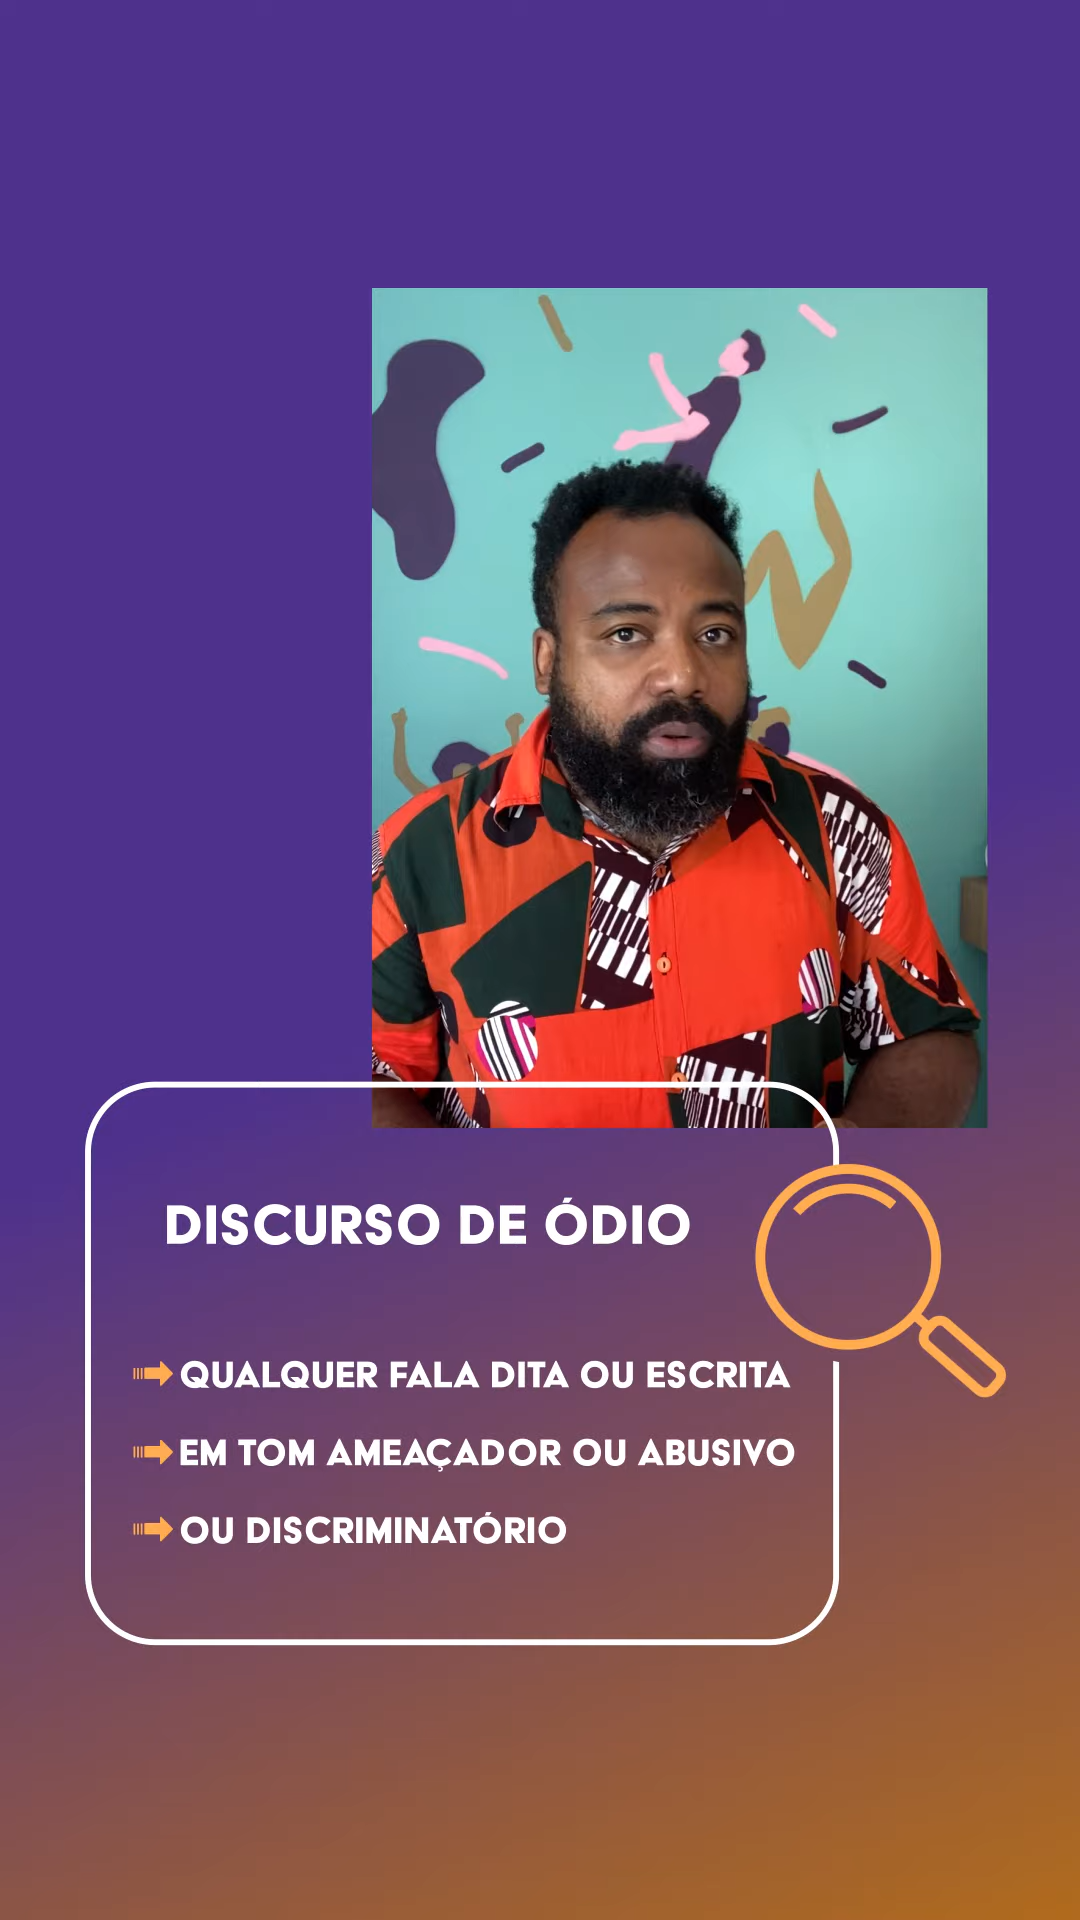 DISCURSO DE ÓDIO
QUALQUER FALA DITA OU ESCRITA
EM TOM AMEAÇADOR OU ABUSIVO
OU DISCRIMINATÓRIO